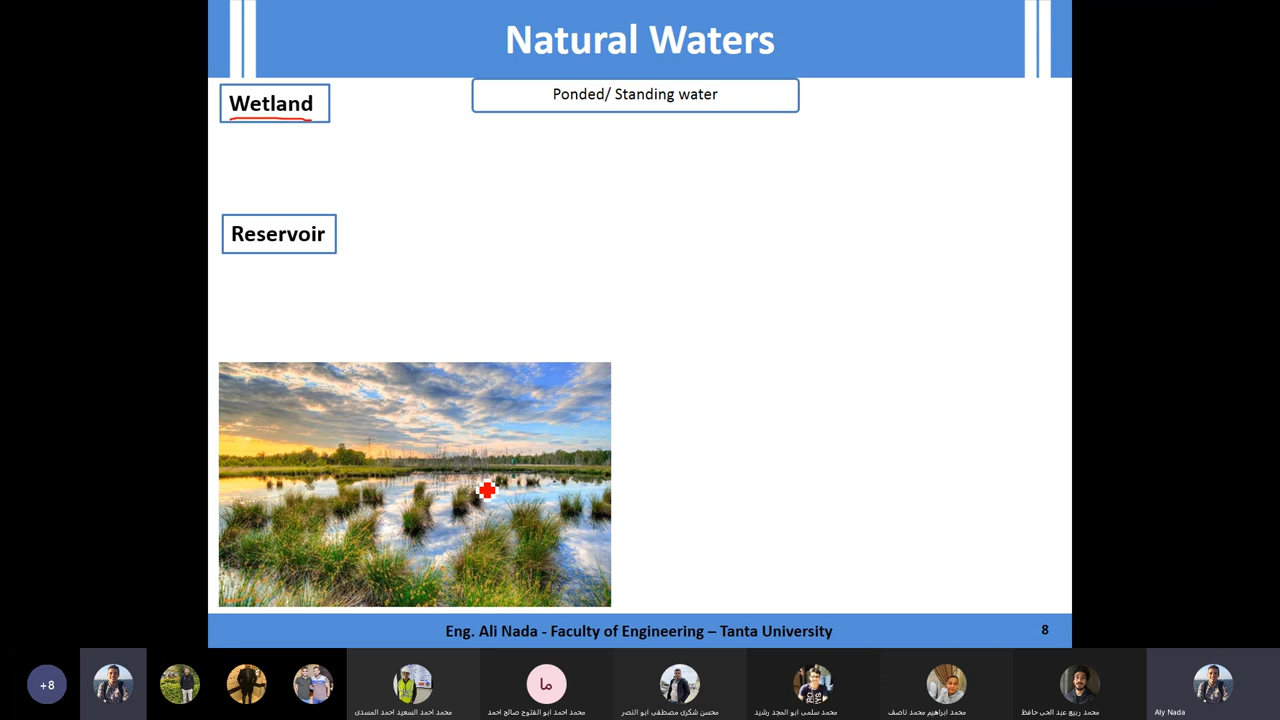 Natural Waters
Ponded/ Standing water
Wetland
Reservoir
Eng. Ali Nada - Faculty of Engineering – Tanta University
8
+8
محمد احمد السعيد احمد المسدى
ما
محمد احمد ابو الفتوح صالح احمد
محسن شكرى مصطفى ابو النصر
محمد سلمى ابو المجد رشيد
محمد ابراهيم محمد ناصف
محمد ربيع عبد الحى حافظ
Aly Nada